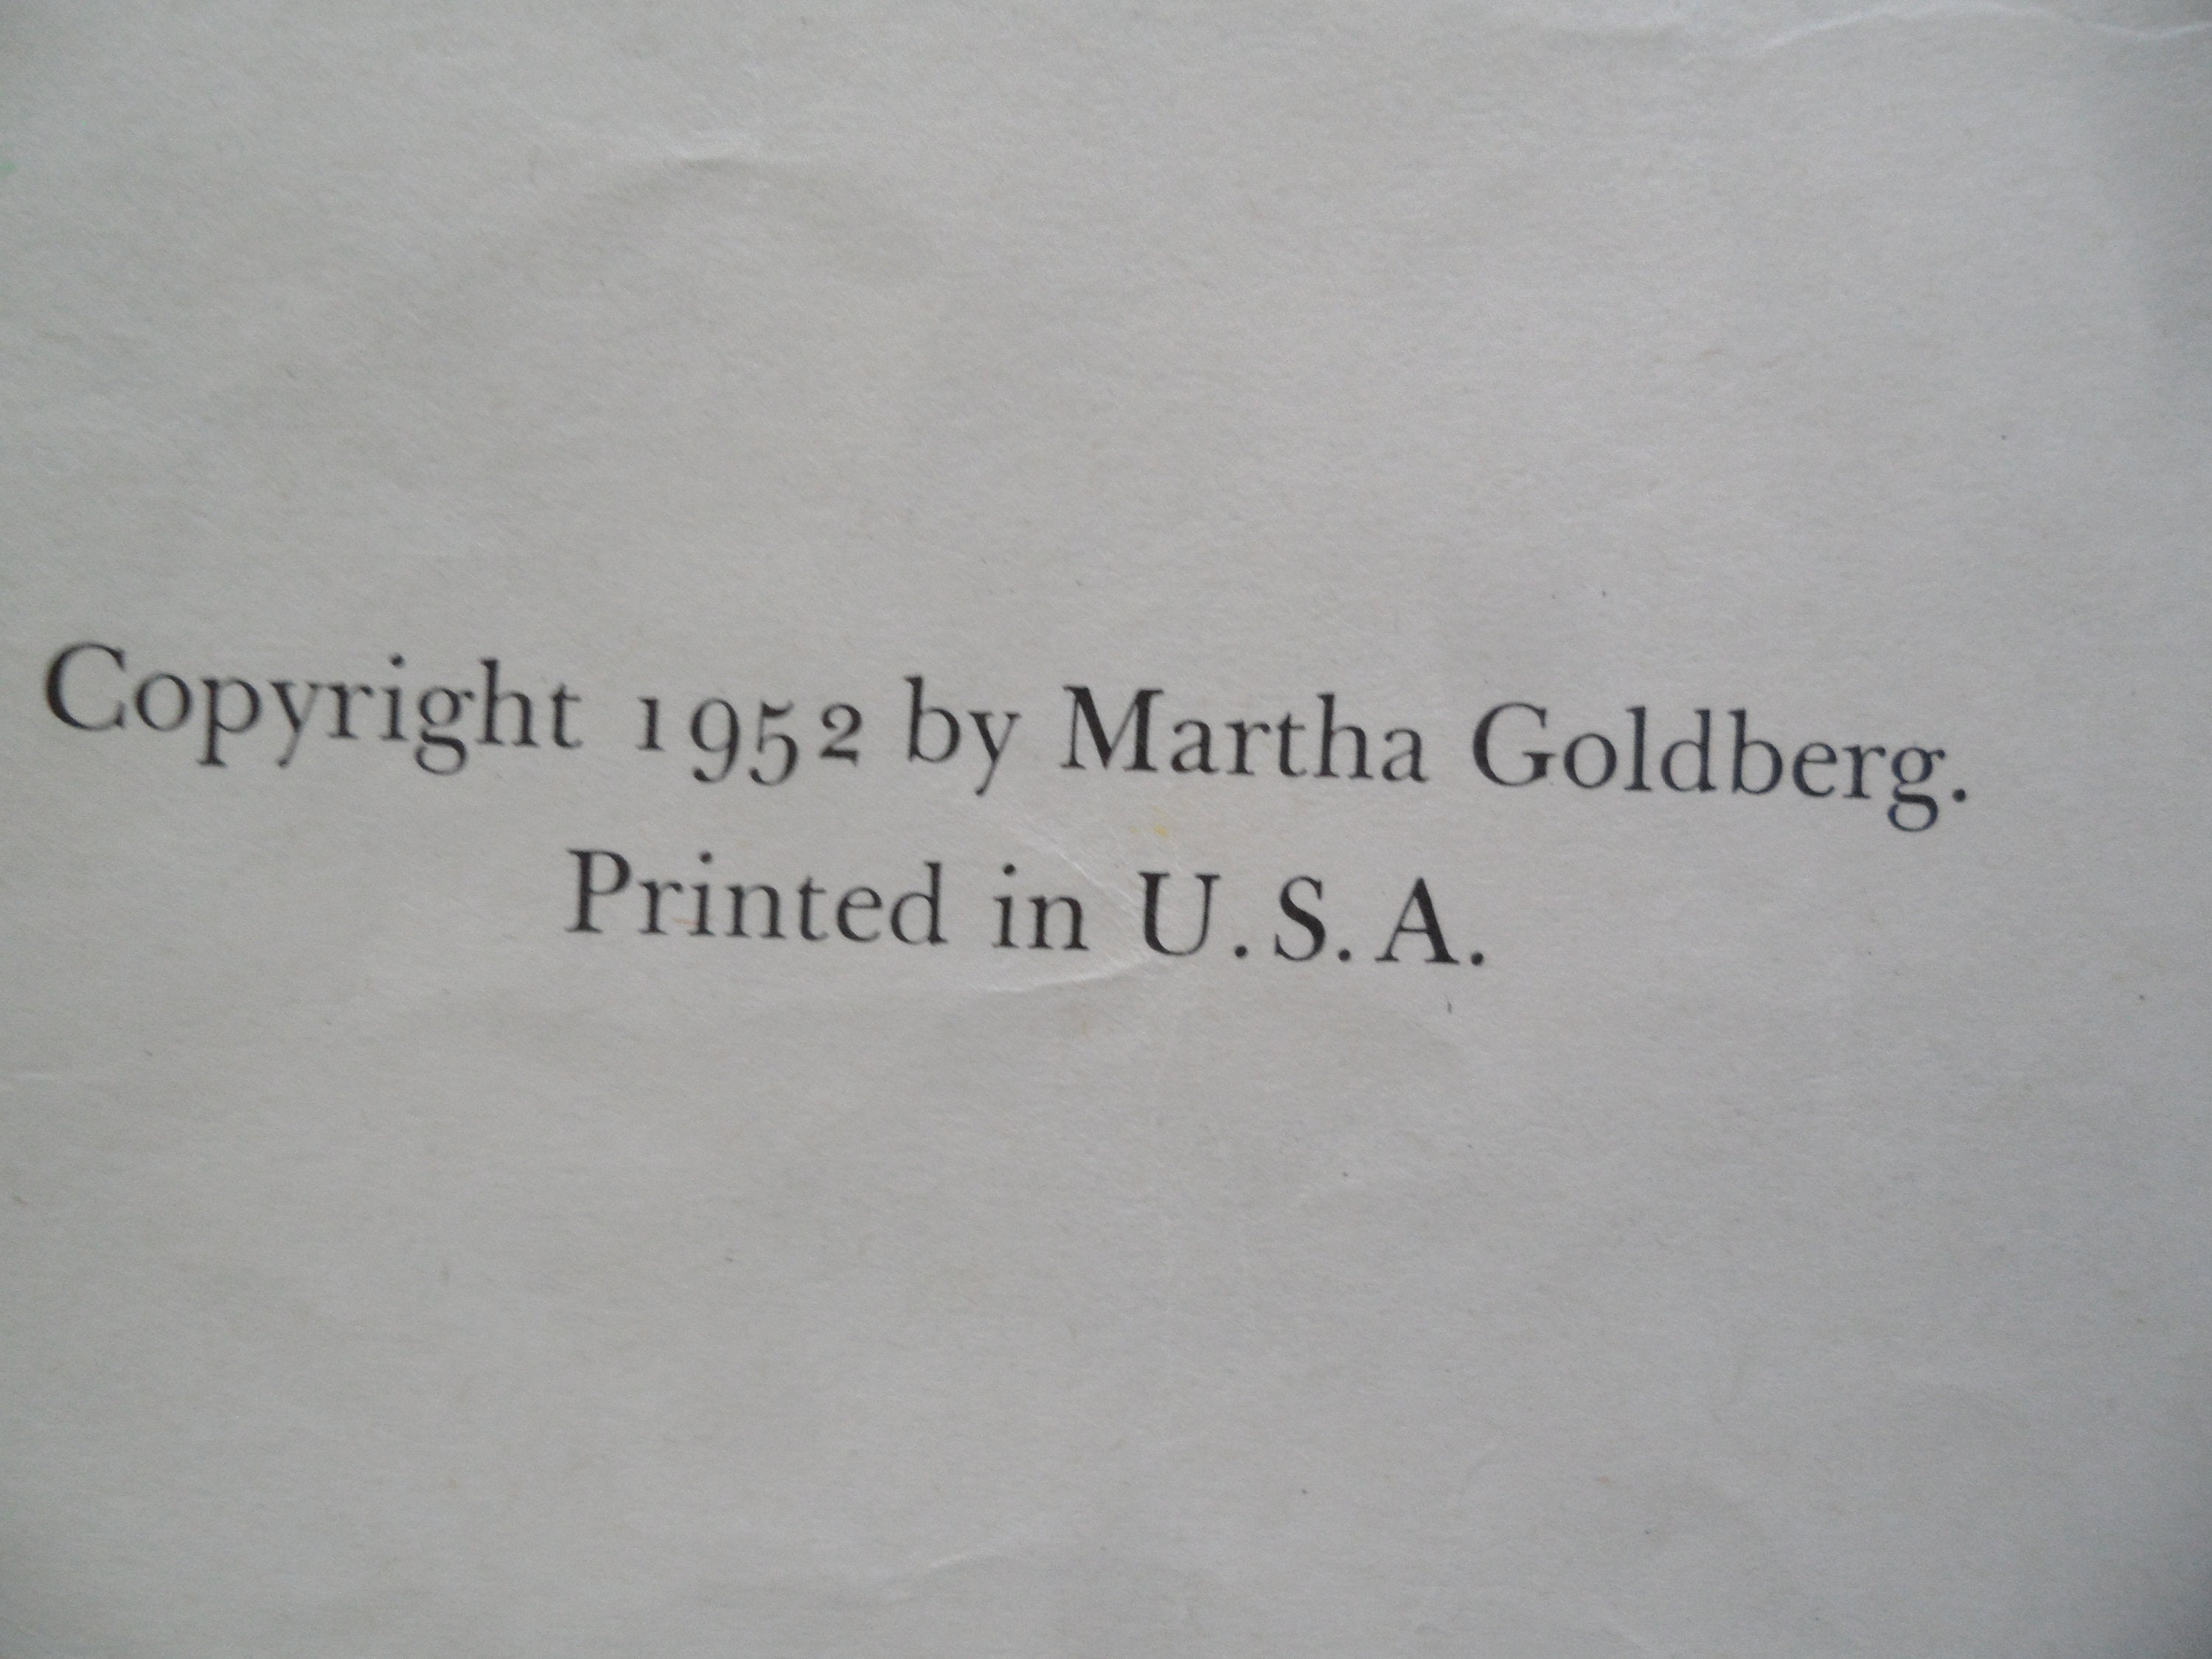 Copyright 1952 by Martha Goldberg.
Printed in U.S.A.